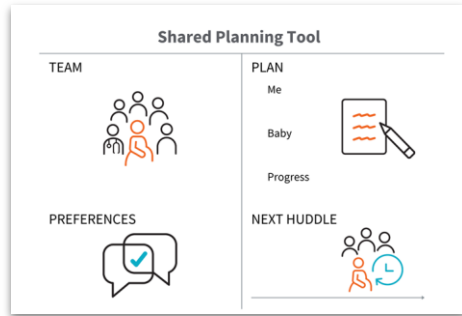 Shared Planning Tool
TEAM
PLAN
Me
Baby
Progress
PREFERENCES
NEXT HUDDLE